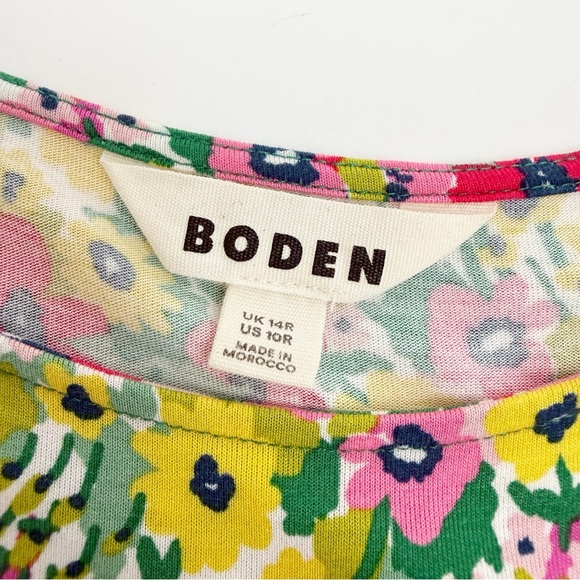 BODEN
UK 14R
US 10R
MADE IN
MOROCCO